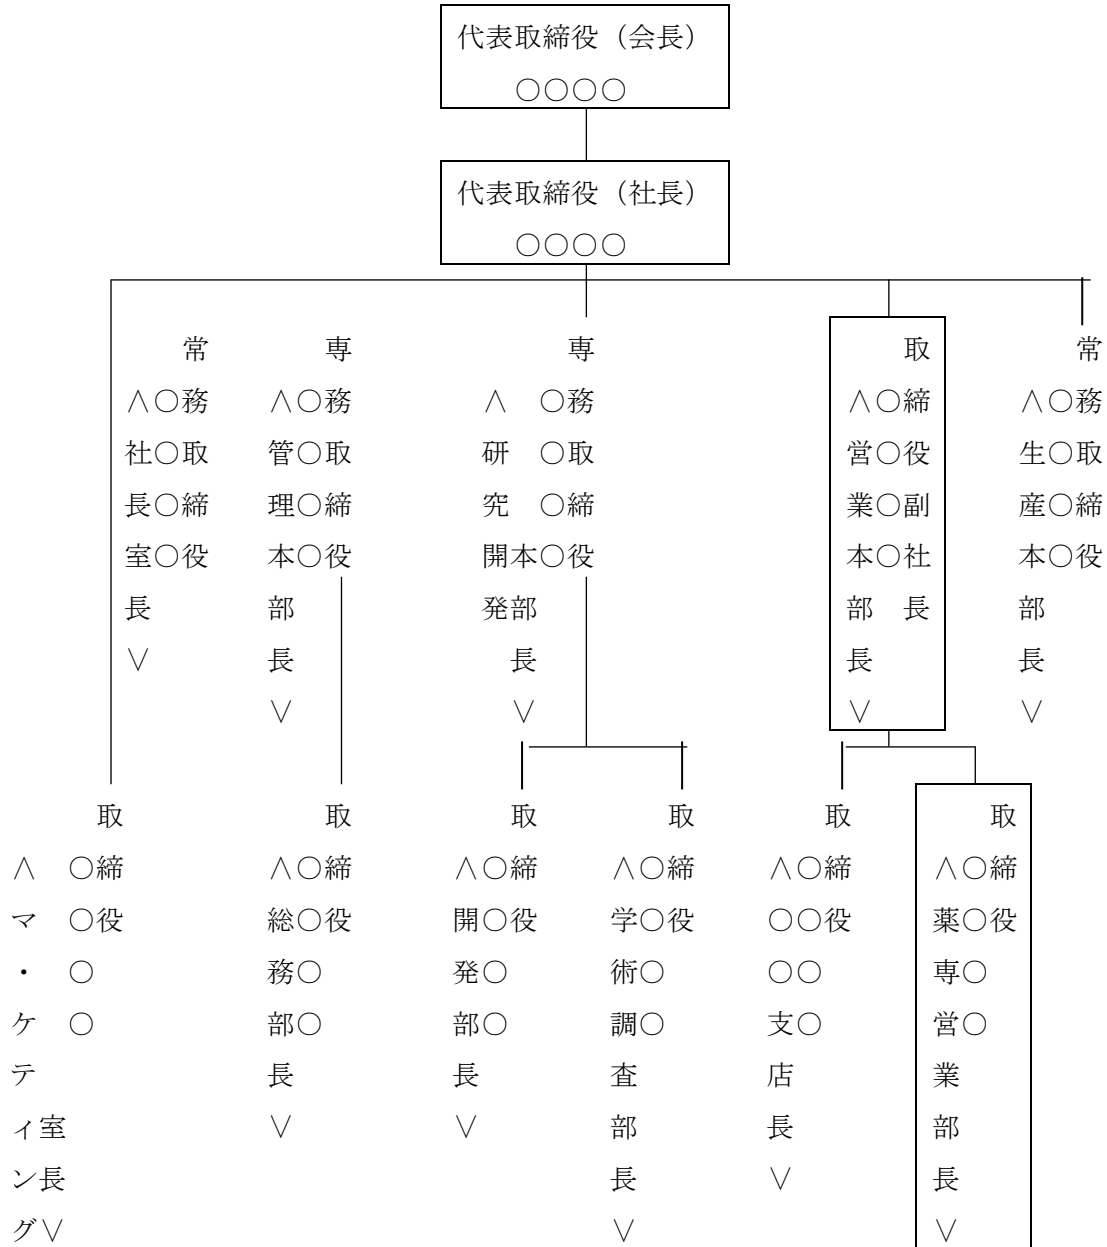 代表取締役（会長）
○○○○
代表取締役（社長）
○○○○
常務取締役
○○○○
＜社長室長＞
専務取締役
○○○○
＜管理本部長＞
専務取締役
○○○○
＜研究開発本部長＞
取締役副社長
○○○○
＜営業本部長＞
常務取締役
○○○○
＜生産本部長＞
取締役
○○○○
＜マ・ケティング室長＞
取締役
○○○○
＜総務部長＞
取締役
○○○○
＜開発部長＞
取締役
○○○○
＜学術調査部長＞
取締役
○○○○
＜○○支店長＞
取締役
○○○○
＜薬専営業部長＞